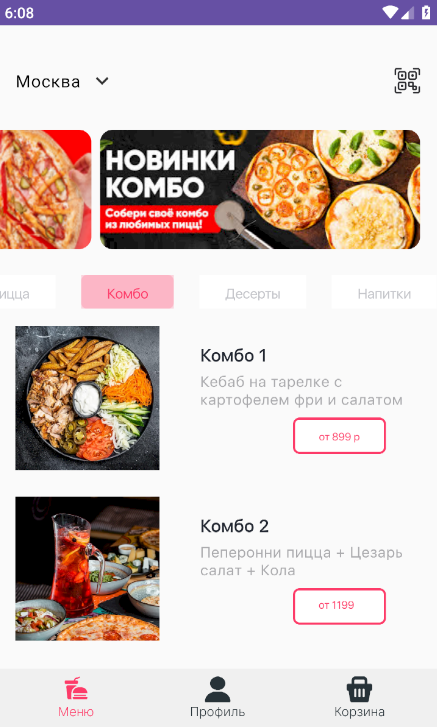 6:08
Москва
НОВИНКИ
КОМБО
Собери своё комбо
из любимых пицц!
ицца Комбо Десерты Напитки
Комбо 1
Кебаб на тарелке с
картофелем фри и салатом
от 899 р
Комбо 2
Пеперонни пицца + Цезарь
салат + Кола
от 1199
Меню Профиль Корзина